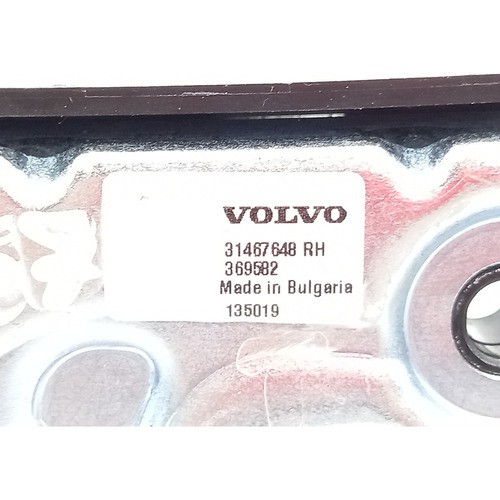 VOLVO
31467648 RH
369582
Made in Bulgaria
135019